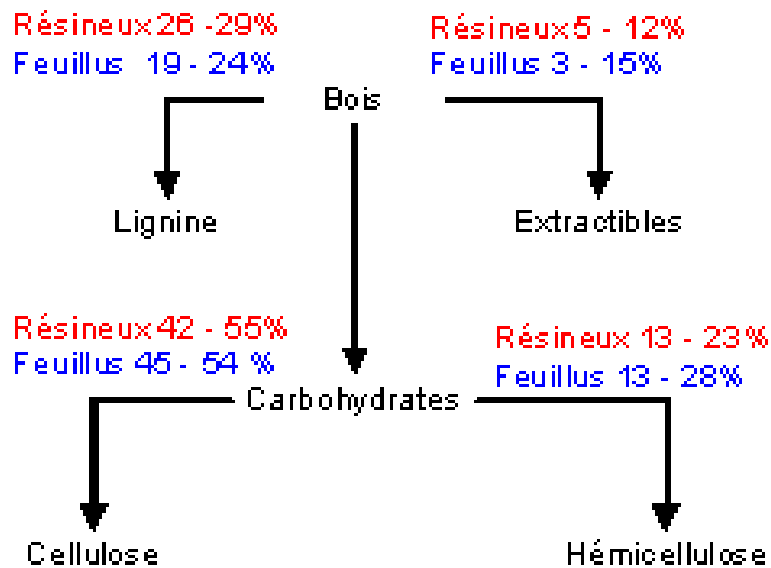 Résineux 26 -29%
Feuillus 19 - 24%
Résineux 5 - 12%
Feuillus 3 - 15%
Bois
Lignine
Extractibles
Résineux 42 - 55%
Feuillus 45 - 54 %
Résineux 13 - 23%
Feuillus 13 - 28%
Carbohydrates
Cellulose
Hémicellulose